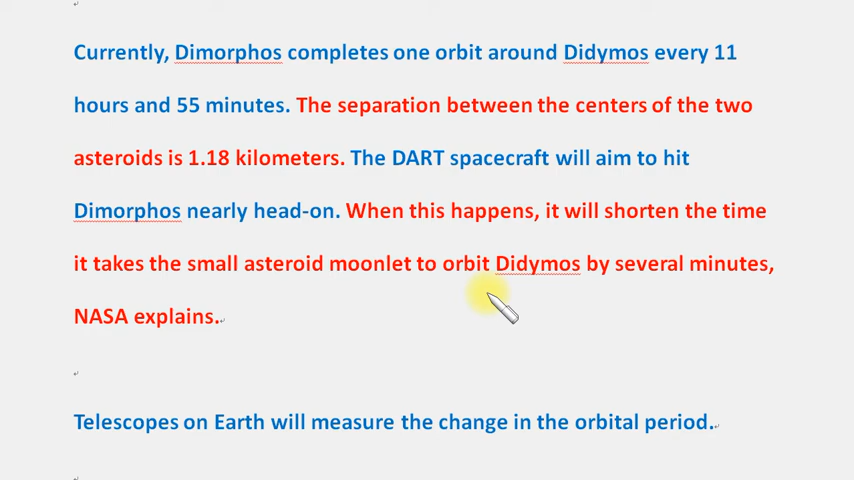 Currently, Dimorphos completes one orbit around Didymos every 11
hours and 55 minutes. The separation between the centers of the two
asteroids is 1.18 kilometers. The DART spacecraft will aim to hit
Dimorphos nearly head-on. When this happens, it will shorten the time
it takes the small asteroid moonlet to orbit Didymos by several minutes,
NASA explains.
Telescopes on Earth will measure the change in the orbital period.